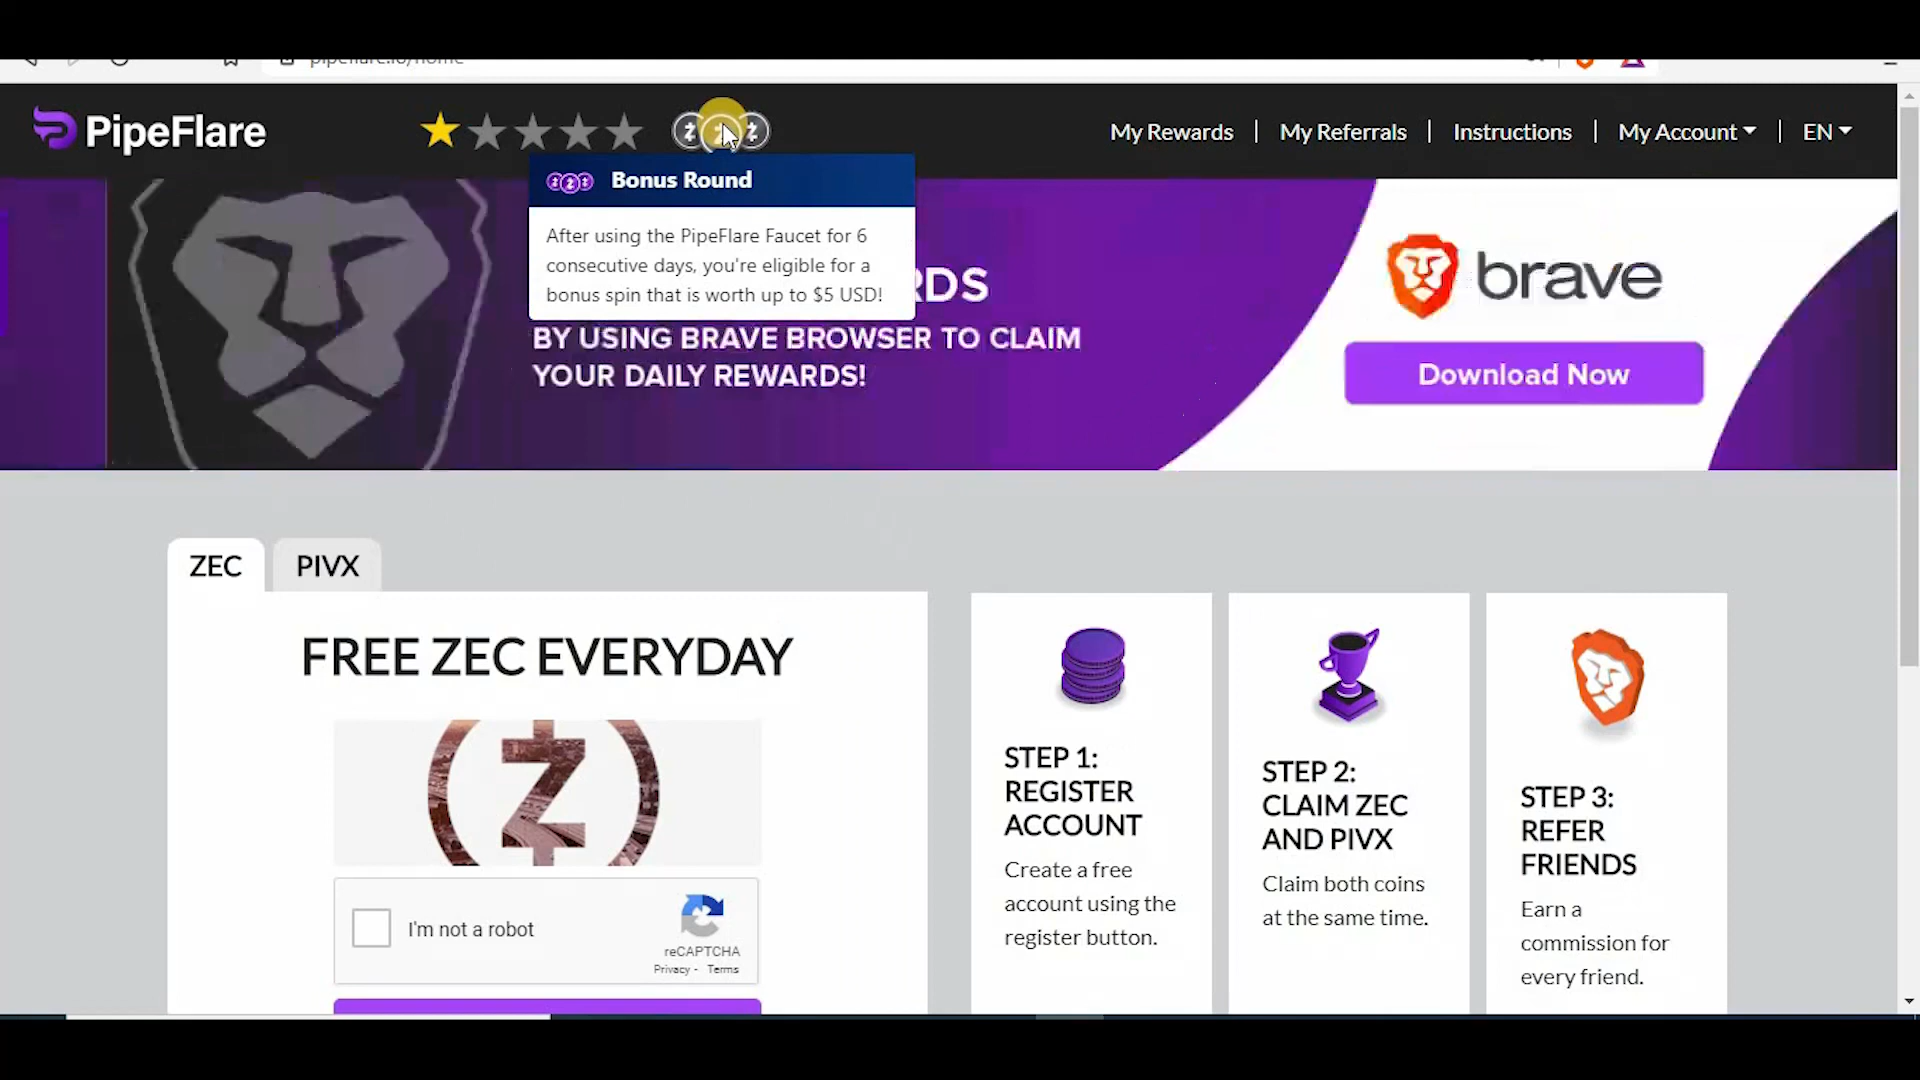 pipeflare.io/home
PipeFlare
My Rewards
My Referrals
Instructions
My Account
EN
Bonus Round
After using the PipeFlare Faucet for 6
consecutive days, you're eligible for a
bonus spin that is worth up to $5 USD!
RDS
BY USING BRAVE BROWSER TO CLAIM
YOUR DAILY REWARDS!
brave
Download Now
ZEC
PIVX
FREE ZEC EVERYDAY
I'm not a robot
reCAPTCHA
Privacy - Terms
STEP 1:
REGISTER
ACCOUNT
Create a free
account using the
register button.
STEP 2:
CLAIM ZEC
AND PIVX
Claim both coins
at the same time.
STEP 3:
REFER
FRIENDS
Earn a
commission for
every friend.